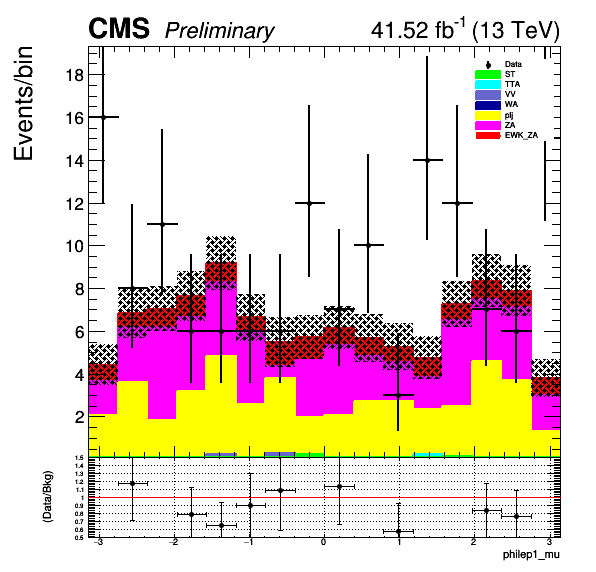 CMS Preliminary 41.52 fb⁻¹ (13 TeV)
Events/bin
18
16
14
12
10
8
6
4
2
Data
ST
TTA
VV
WA
plj
ZA
EWK_ZA
(Data/Bkg)
1.5
1.4
1.3
1.2
1.1
1
0.9
0.8
0.7
0.6
0.5
−3 −2 −1 0 1 2 3
philep1_mu